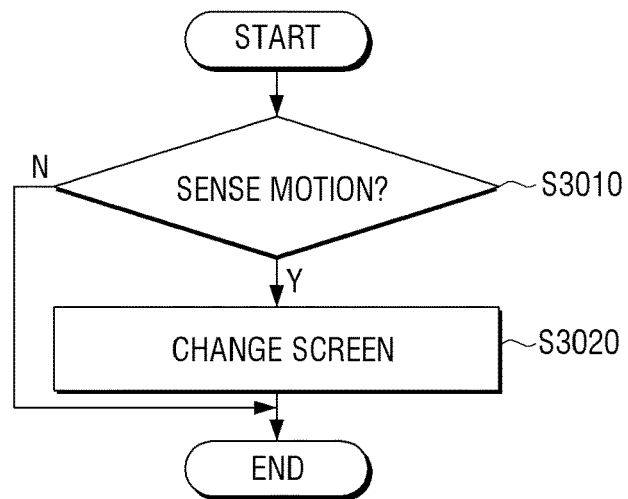 START
N
SENSE MOTION?
S3010
Y
CHANGE SCREEN
S3020
END